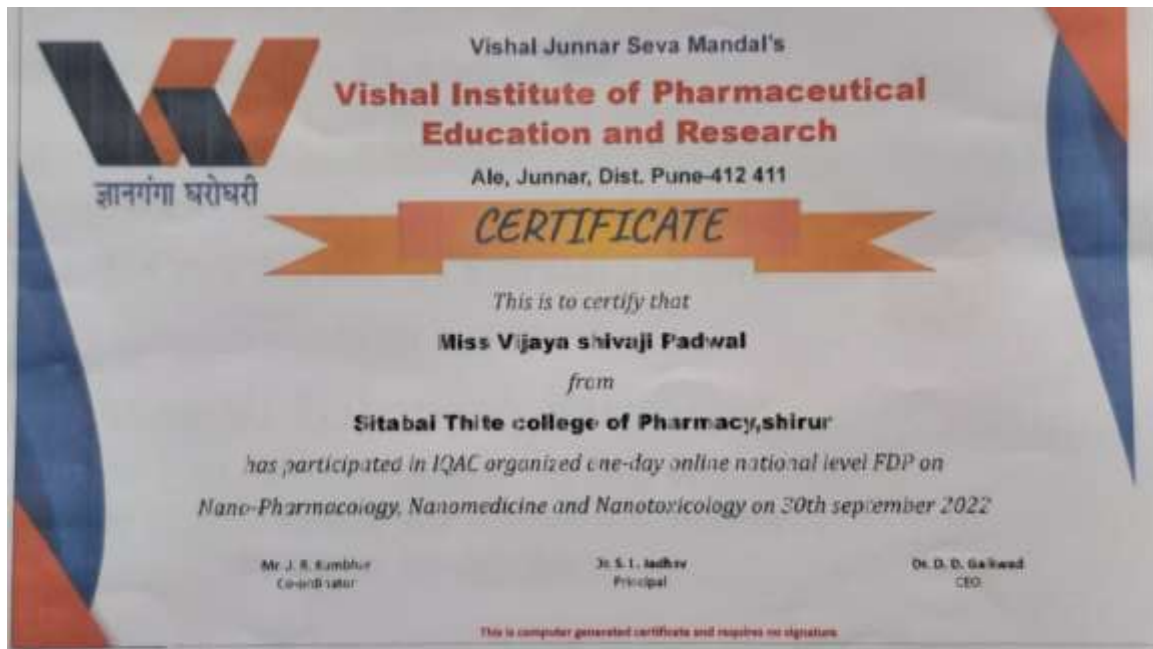 Vishal Junnar Seva Mandal's
Vishal Institute of Pharmaceutical
Education and Research
Ale, Junnar, Dist. Pune-412 411
ज्ञानगंगा घरोघरी
CERTIFICATE
This is to certify that
Miss Vijaya shivaji Padwal
from
Sitabai Thite college of Pharmacy,shirur
has participated in IQAC organized one-day online national level FDP on
Nano-Pharmacology, Nanomedicine and Nanotoxicology on 30th september 2022
Mr. J. R. Kumbhar
Co-ordinator
Dr. S. L. Jadhav
Principal
Dr. D. D. Gaikwad
CEO
This is computer generated certificate and requires no signature